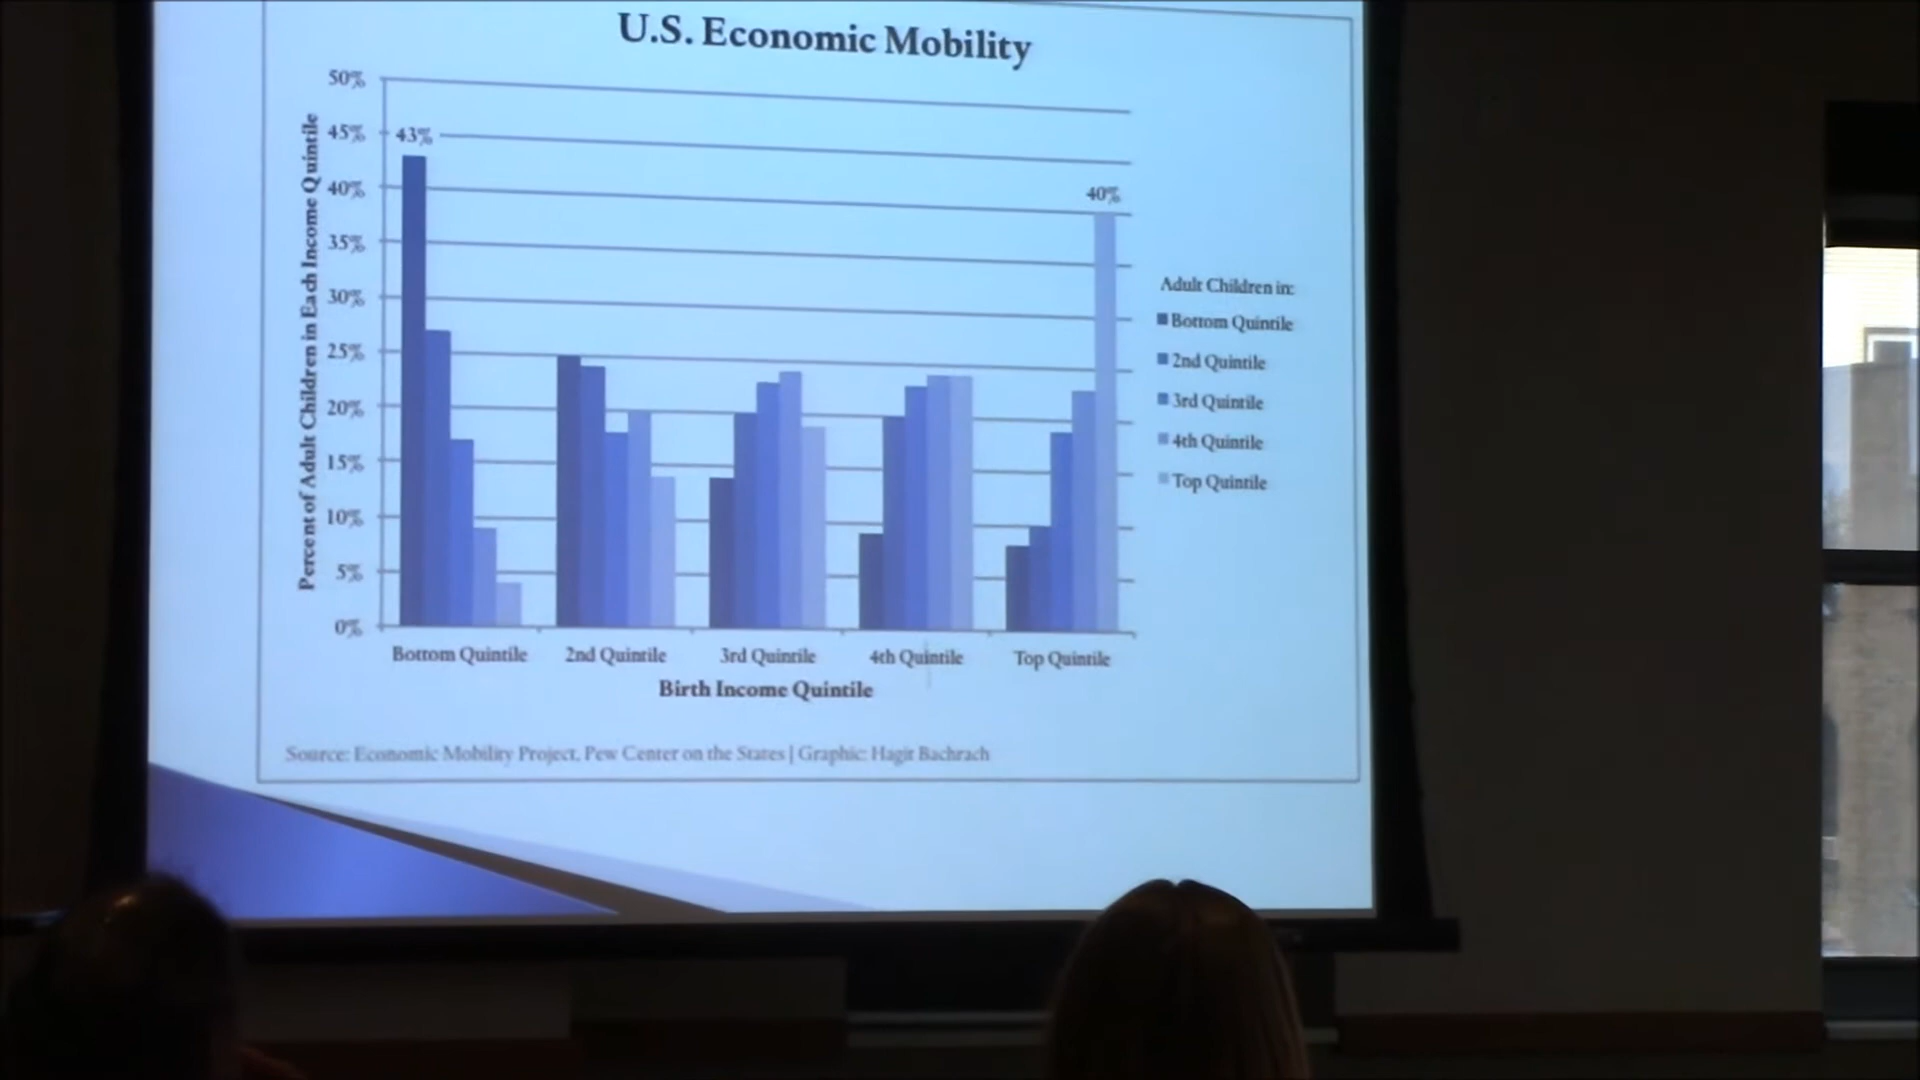 U.S. Economic Mobility
50%
45%
40%
35%
30%
25%
20%
15%
10%
5%
0%
Percent of Adult Children in Each Income Quintile
43%
40%
Adult Children in:
Bottom Quintile
2nd Quintile
3rd Quintile
4th Quintile
Top Quintile
Bottom Quintile
2nd Quintile
3rd Quintile
4th Quintile
Top Quintile
Birth Income Quintile
Source: Economic Mobility Project, Pew Center on the States | Graphic: Hagit Bachrach